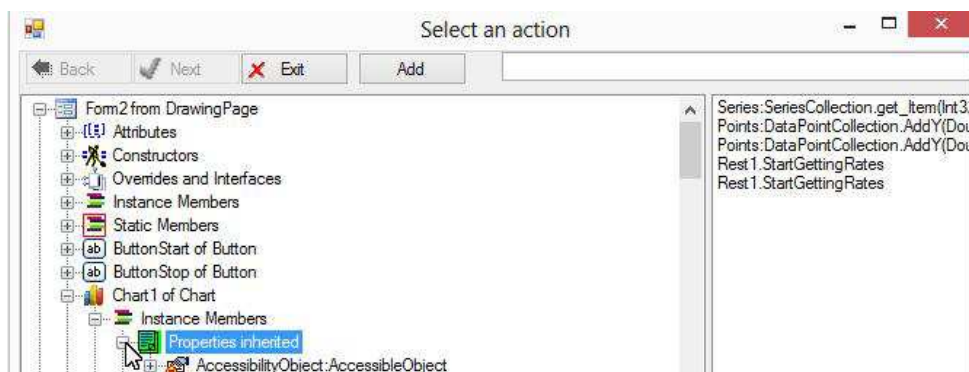 Select an action
Back Next Exit Add
Form2 from DrawingPage
Attributes
Constructors
Overrides and Interfaces
Instance Members
Static Members
ab ButtonStart of Button
ab ButtonStop of Button
Chart1 of Chart
Instance Members
Properties inherited
AccessibilityObject:AccessibleObject
Series:SeriesCollection.get_Item(Int3
Points:DataPointCollection.AddY(Dou
Points:DataPointCollection.AddY(Dou
Rest1.StartGettingRates
Rest1.StartGettingRates